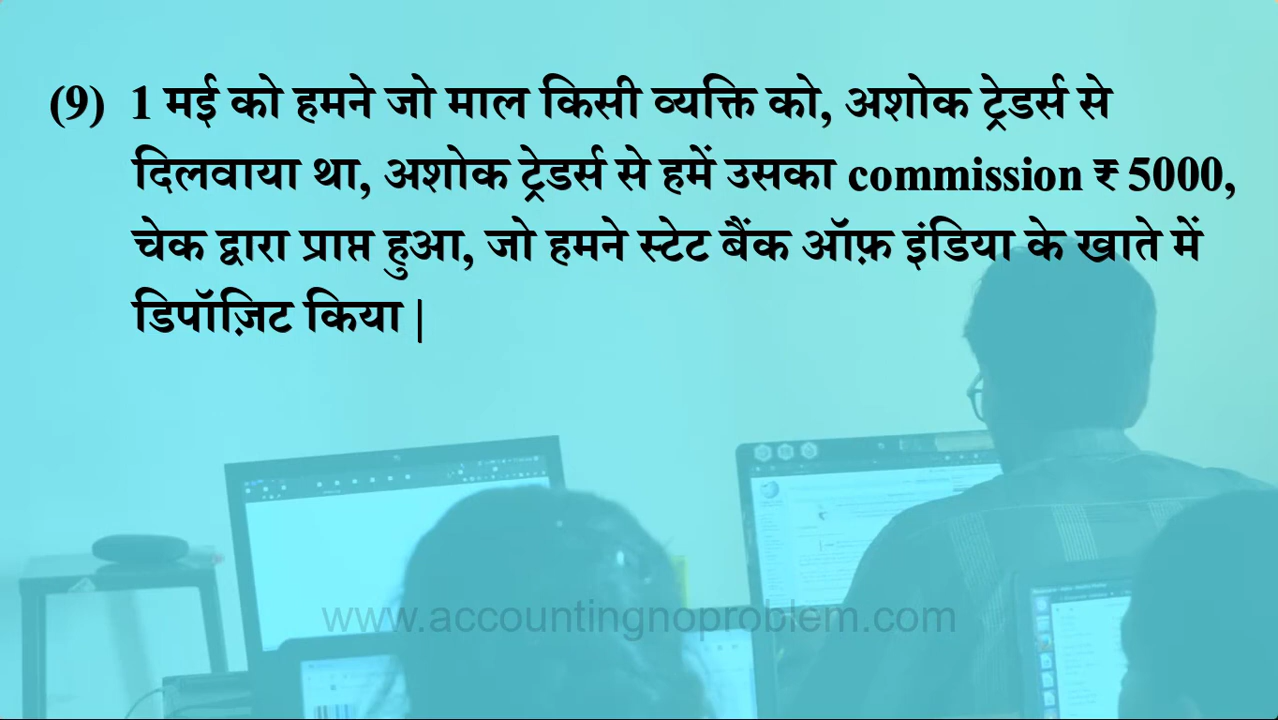 (9) 1 मई को हमने जो माल किसी व्यक्ति को, अशोक ट्रेडर्स से
दिलवाया था, अशोक ट्रेडर्स से हमें उसका commission ₹ 5000,
चेक द्वारा प्राप्त हुआ, जो हमने स्टेट बैंक ऑफ़ इंडिया के खाते में
डिपॉज़िट किया |
www.accountingnoproblem.com